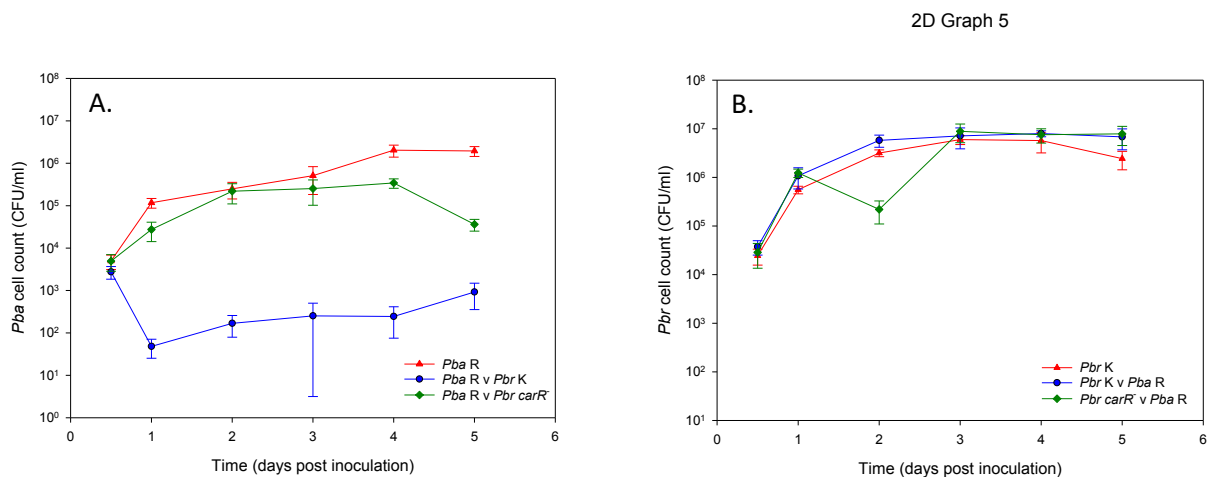 2D Graph 5
A.
Pba cell count (CFU/ml)
10⁸
10⁷
10⁶
10⁵
10⁴
10³
10²
10¹
10⁰
0 1 2 3 4 5 6
Time (days post inoculation)
Pba R
Pba R v Pbr K
Pba R v Pbr carR⁻
B.
Pbr cell count (CFU/ml)
10⁸
10⁷
10⁶
10⁵
10⁴
10³
10²
10¹
0 1 2 3 4 5 6
Time (days post inoculation)
Pbr K
Pbr K v Pba R
Pbr carR⁻ v Pba R